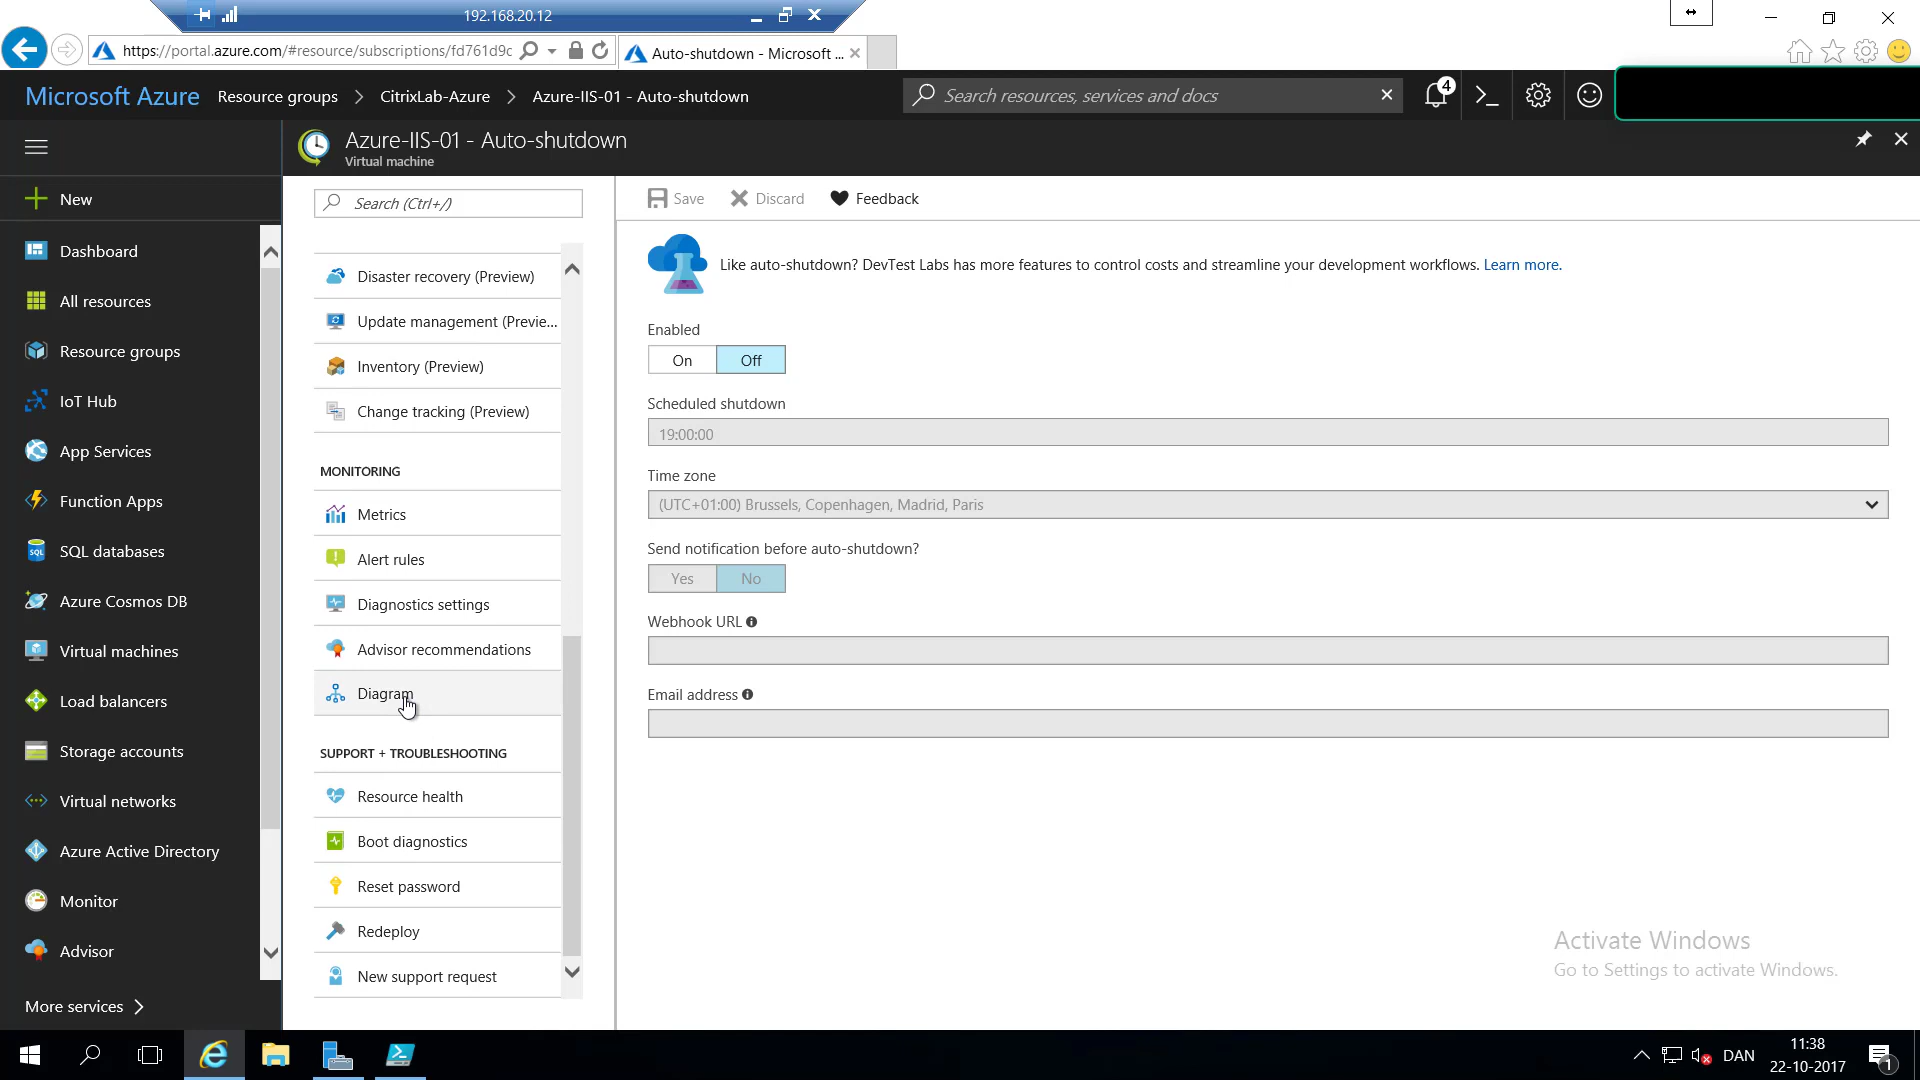 192.168.20.12
https://portal.azure.com/#resource/subscriptions/fd761d9c
Auto-shutdown - Microsoft ...
Microsoft Azure
Resource groups > CitrixLab-Azure > Azure-IIS-01 - Auto-shutdown
Search resources, services and docs
4
Azure-IIS-01 - Auto-shutdown
Virtual machine
New
Dashboard
All resources
Resource groups
IoT Hub
App Services
Function Apps
SQL databases
Azure Cosmos DB
Virtual machines
Load balancers
Storage accounts
Virtual networks
Azure Active Directory
Monitor
Advisor
More services >
Search (Ctrl+/)
Disaster recovery (Preview)
Update management (Previe...
Inventory (Preview)
Change tracking (Preview)
MONITORING
Metrics
Alert rules
Diagnostics settings
Advisor recommendations
Diagram
SUPPORT + TROUBLESHOOTING
Resource health
Boot diagnostics
Reset password
Redeploy
New support request
Save
Discard
Feedback
Like auto-shutdown? DevTest Labs has more features to control costs and streamline your development workflows. Learn more.
Enabled
On
Off
Scheduled shutdown
19:00:00
Time zone
(UTC+01:00) Brussels, Copenhagen, Madrid, Paris
Send notification before auto-shutdown?
Yes
No
Webhook URL
Email address
Activate Windows
Go to Settings to activate Windows.
DAN
11:38
22-10-2017
1